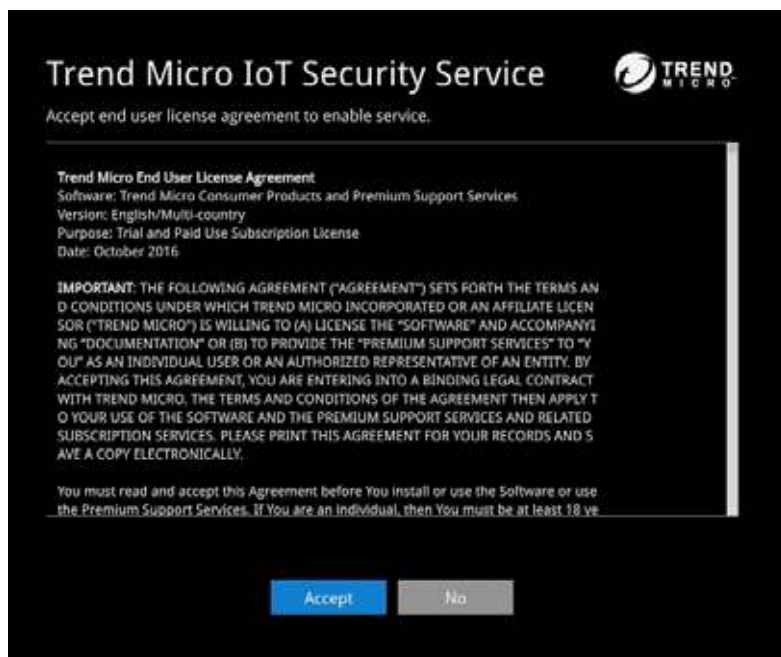 Trend Micro IoT Security Service
TREND
MICRO
Accept end user license agreement to enable service.
Trend Micro End User License Agreement
Software: Trend Micro Consumer Products and Premium Support Services
Version: English/Multi-country
Purpose: Trial and Paid Use Subscription License
Date: October 2016
IMPORTANT: THE FOLLOWING AGREEMENT ("AGREEMENT") SETS FORTH THE TERMS AN
D CONDITIONS UNDER WHICH TREND MICRO INCORPORATED OR AN AFFILIATE LICEN
SOR ("TREND MICRO") IS WILLING TO (A) LICENSE THE "SOFTWARE" AND ACCOMPANYI
NG "DOCUMENTATION" OR (B) TO PROVIDE THE "PREMIUM SUPPORT SERVICES" TO "Y
OU" AS AN INDIVIDUAL USER OR AN AUTHORIZED REPRESENTATIVE OF AN ENTITY. BY
ACCEPTING THIS AGREEMENT, YOU ARE ENTERING INTO A BINDING LEGAL CONTRACT
WITH TREND MICRO. THE TERMS AND CONDITIONS OF THE AGREEMENT THEN APPLY T
O YOUR USE OF THE SOFTWARE AND THE PREMIUM SUPPORT SERVICES AND RELATED
SUBSCRIPTION SERVICES. PLEASE PRINT THIS AGREEMENT FOR YOUR RECORDS AND S
AVE A COPY ELECTRONICALLY.
You must read and accept this Agreement before You install or use the Software or use
the Premium Support Services. If You are an individual, then You must be at least 18 ye
Accept
No